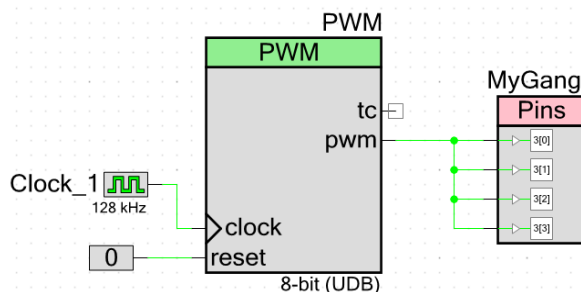 PWM
PWM
tc
pwm
Clock_1
128 kHz
clock
0
reset
8-bit (UDB)
MyGang
Pins
3[0]
3[1]
3[2]
3[3]